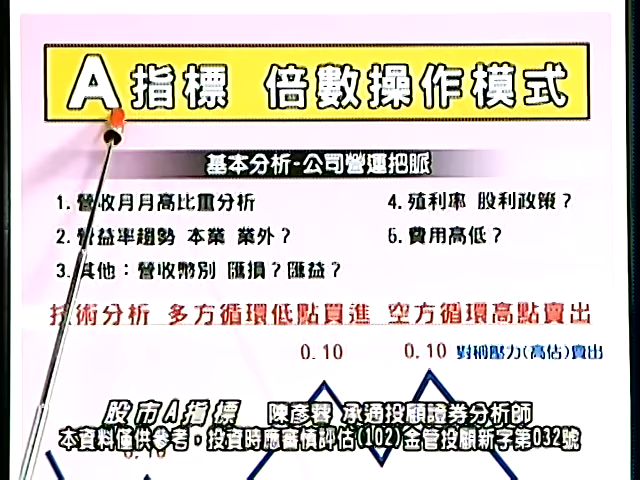 A指標 倍數操作模式
基本分析-公司營運把脈
1. 營收月月高比重分析
2. 營益率趨勢 本業 業外？
3. 其他：營收幣別 匯損？匯益？
4. 殖利率 股利政策？
5. 費用高低？
技術分析 多方循環低點買進 空方循環高點賣出
0.10
0.10 對稱壓力(高估)賣出
股市A指標 陳彥蓉 承通投顧證券分析師
本資料僅供參考，投資時應審慎評估(102)金管投顧新字第032號